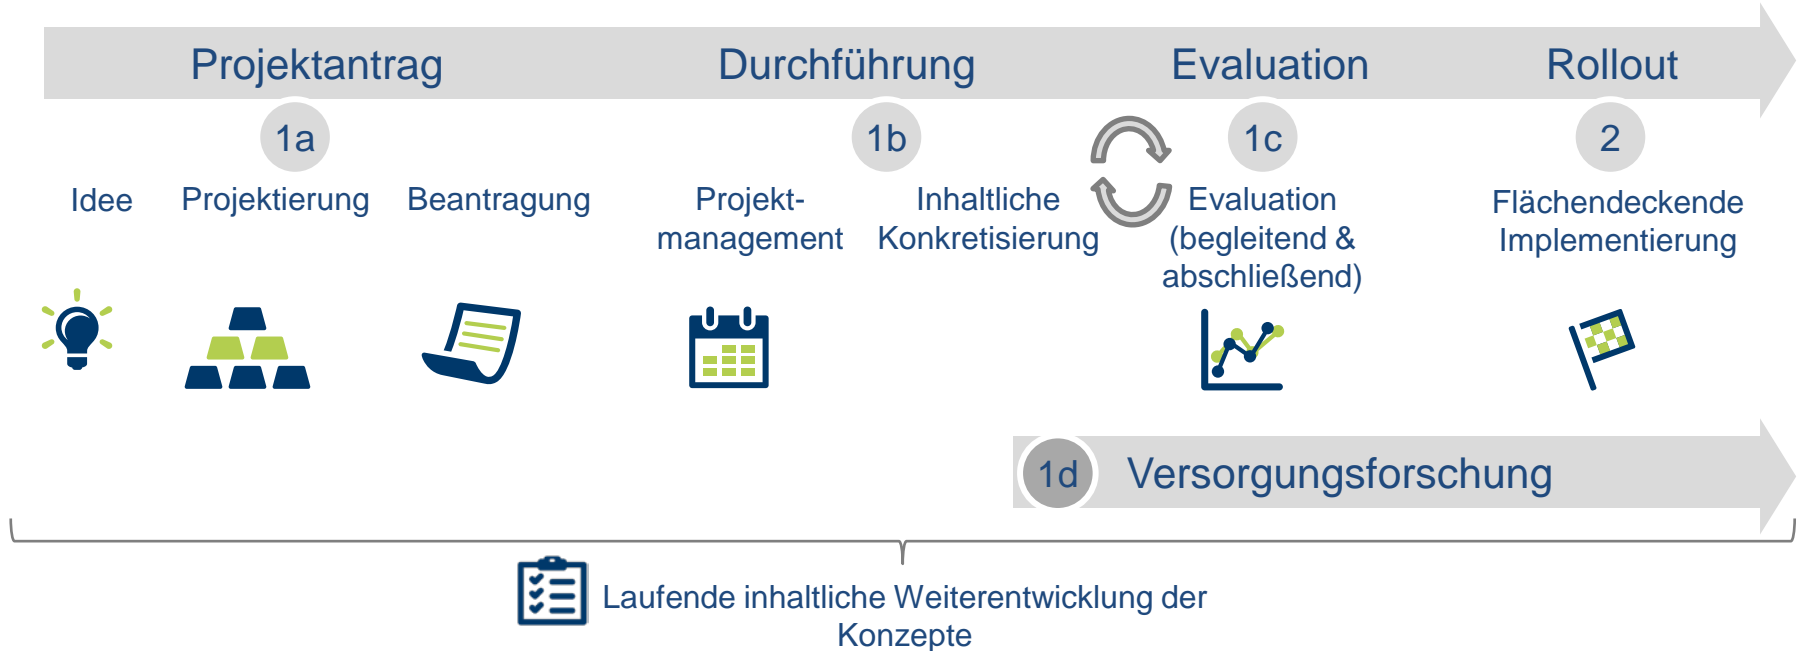 Projektantrag
Durchführung
Evaluation
Rollout
1a
1b
1c
2
Idee
Projektierung
Beantragung
Projekt-
management
Inhaltliche
Konkretisierung
Evaluation
(begleitend &
abschließend)
Flächendeckende
Implementierung
1d
Versorgungsforschung
Laufende inhaltliche Weiterentwicklung der
Konzepte